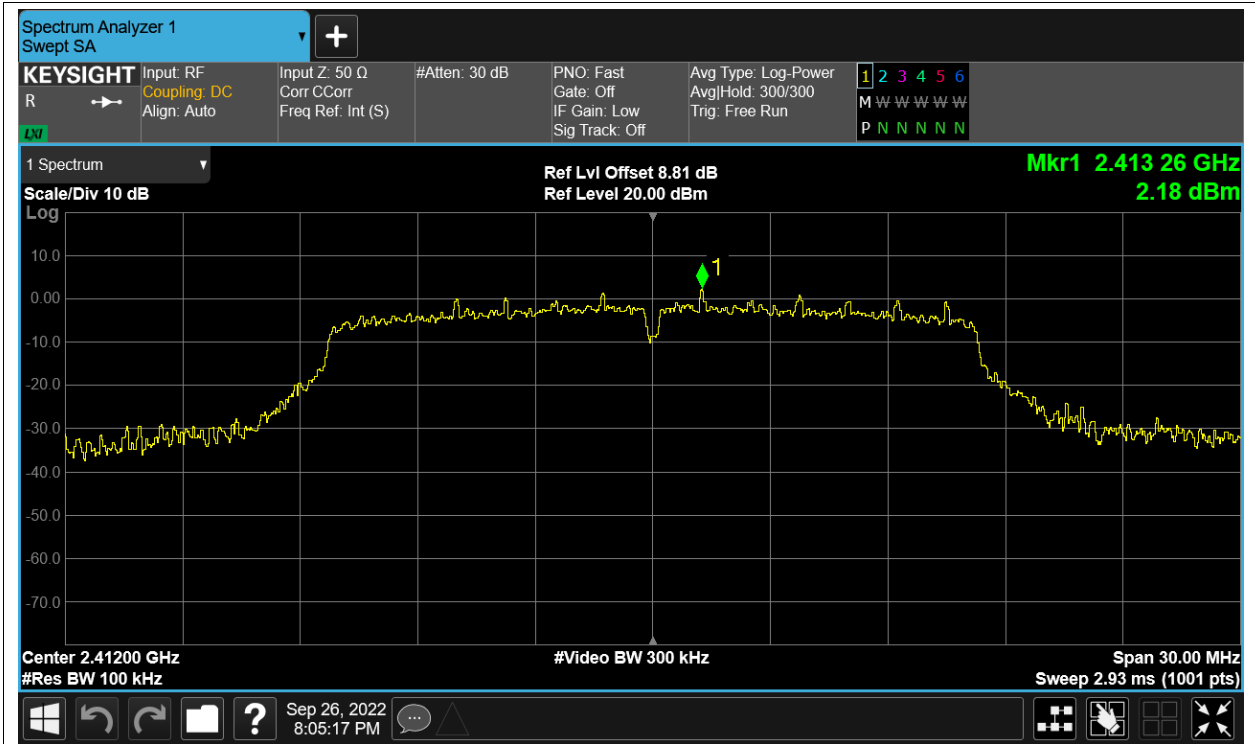 Spectrum Analyzer 1
Swept SA
+
KEYSIGHT
R
LXI
Input: RF
Coupling: DC
Align: Auto
Input Z: 50 Ω
Corr CCorr
Freq Ref: Int (S)
#Atten: 30 dB
PNO: Fast
Gate: Off
IF Gain: Low
Sig Track: Off
Avg Type: Log-Power
Avg|Hold: 300/300
Trig: Free Run
1 2 3 4 5 6
M W W W W W
P N N N N N
1 Spectrum
Scale/Div 10 dB
Ref Lvl Offset 8.81 dB
Ref Level 20.00 dBm
Mkr1 2.413 26 GHz
2.18 dBm
Log
10.0
0.00
-10.0
-20.0
-30.0
-40.0
-50.0
-60.0
-70.0
1
Center 2.41200 GHz
#Res BW 100 kHz
#Video BW 300 kHz
Span 30.00 MHz
Sweep 2.93 ms (1001 pts)
?
Sep 26, 2022
8:05:17 PM